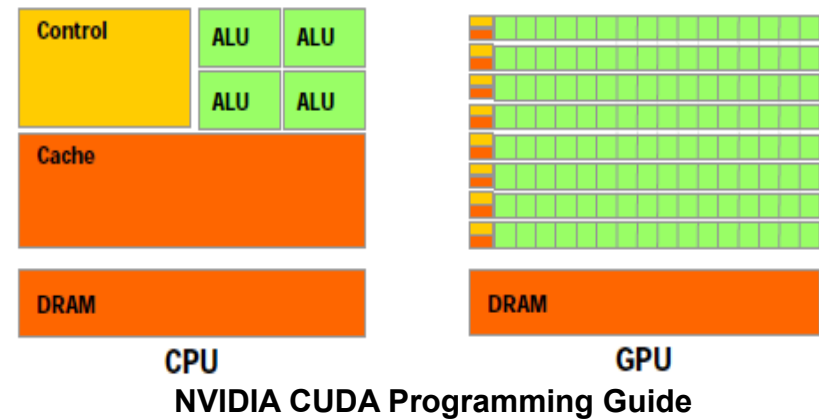 Control
ALU ALU
ALU ALU
Cache
DRAM
DRAM
CPU
GPU
NVIDIA CUDA Programming Guide